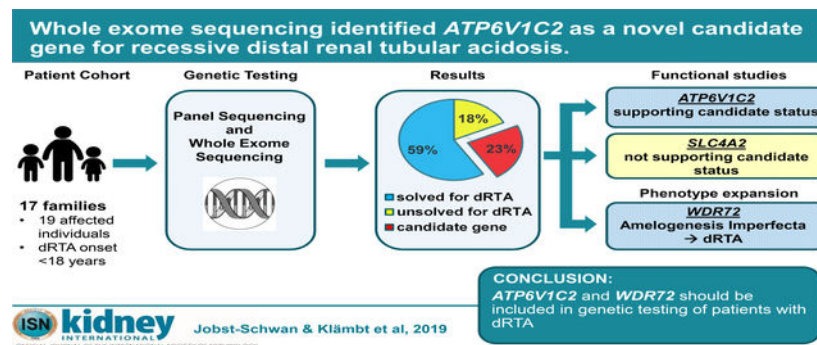 Whole exome sequencing identified ATP6V1C2 as a novel candidate
gene for recessive distal renal tubular acidosis.
Patient Cohort
17 families
• 19 affected
individuals
• dRTA onset
<18 years
Genetic Testing
Panel Sequencing
and
Whole Exome
Sequencing
Results
18%
59%
23%
solved for dRTA
unsolved for dRTA
candidate gene
Functional studies
ATP6V1C2
supporting candidate status
SLC4A2
not supporting candidate
status
Phenotype expansion
WDR72
Amelogenesis Imperfecta
→ dRTA
CONCLUSION:
ATP6V1C2 and WDR72 should be
included in genetic testing of patients with
dRTA
ISN kidney
INTERNATIONAL
Jobst-Schwan & Klämbt et al, 2019